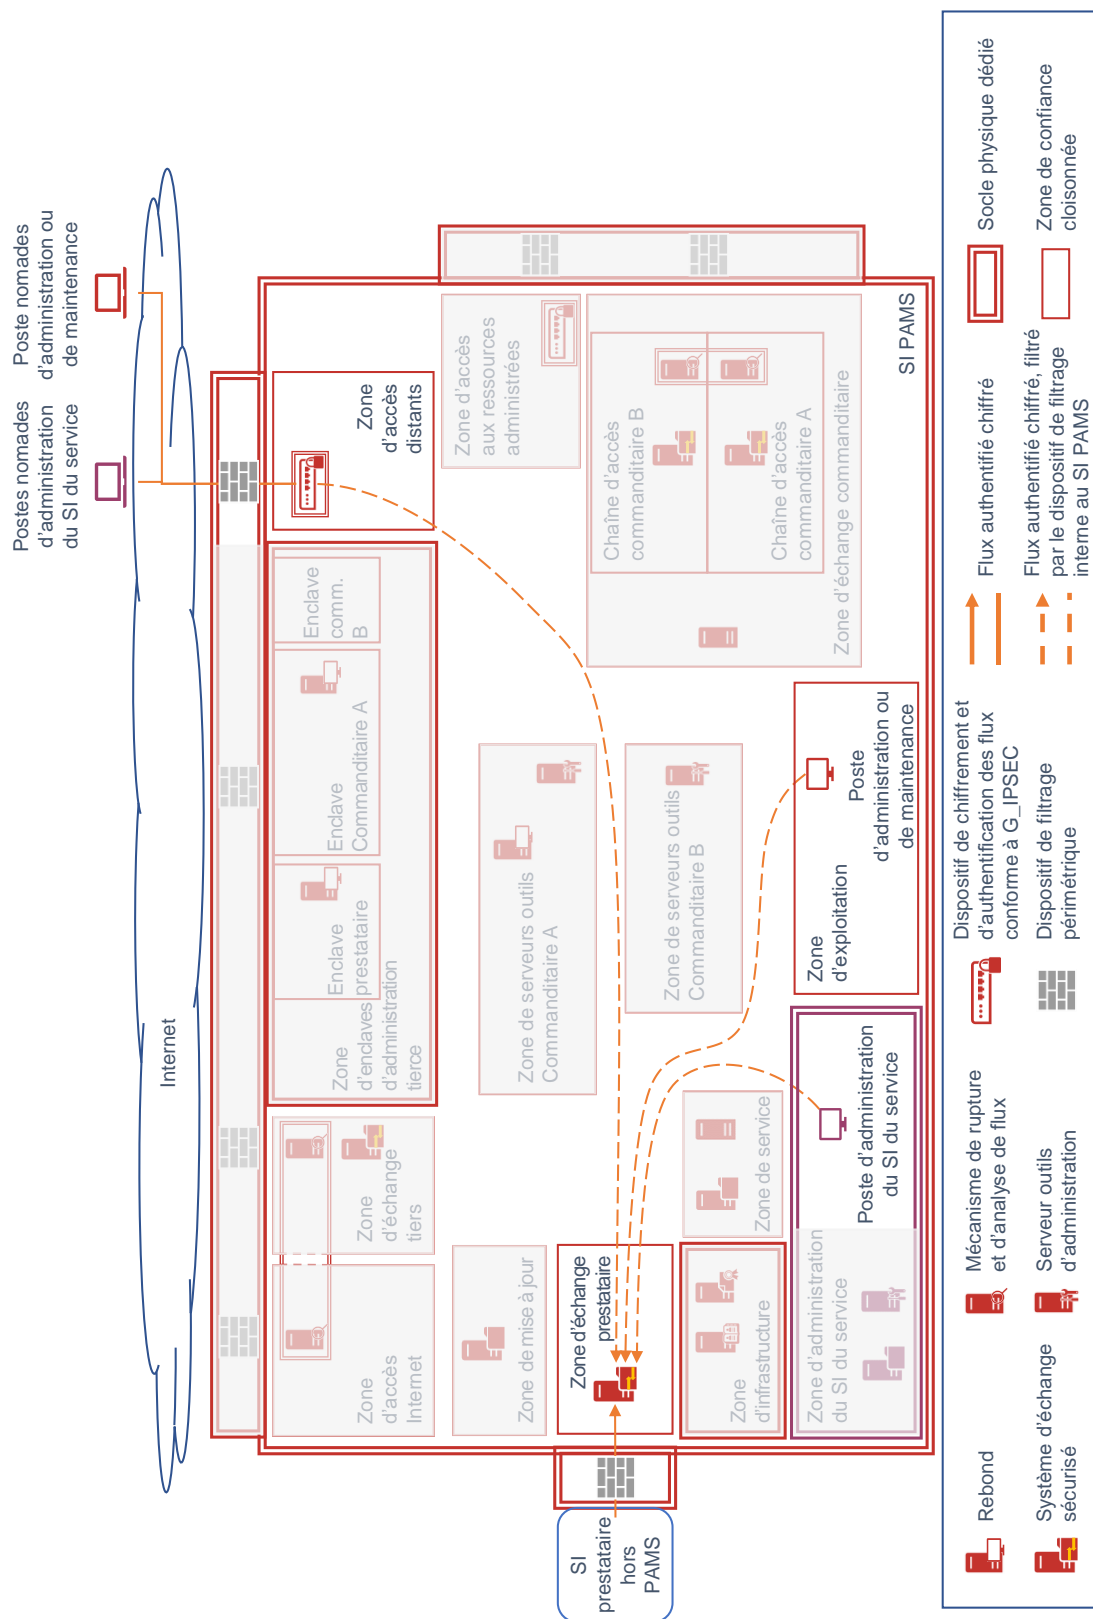 Postes nomades
d'administration
du SI du service
Poste nomades
d'administration ou
de maintenance
Internet
Zone
d'accès
Internet
Zone
d'échange
tiers
Zone
d'enclaves
d'administration
tierce
Enclave
prestataire
Enclave
Commanditaire A
Enclave
comm.
B
Zone
d'accès
distants
Zone de mise à jour
Zone de serveurs outils
Commanditaire A
Zone d'accès
aux ressources
administrées
SI
prestataire
hors
PAMS
Zone d'échange
prestataire
Zone de serveurs outils
Commanditaire B
Chaîne d'accès
commanditaire B
Chaîne d'accès
commanditaire A
Zone d'échange commanditaire
Zone
d'infrastructure
Zone de service
Zone d'administration
du SI du service
Poste d'administration
du SI du service
Zone
d'exploitation
Poste
d'administration ou
de maintenance
SI PAMS
Rebond
Système d'échange
sécurisé
Mécanisme de rupture
et d'analyse de flux
Serveur outils
d'administration
Dispositif de chiffrement et
d'authentification des flux
conforme à G_IPSEC
Dispositif de filtrage
périmétrique
Flux authentifié chiffré
Flux authentifié chiffré, filtré
par le dispositif de filtrage
interne au SI PAMS
Socle physique dédié
Zone de confiance
cloisonnée